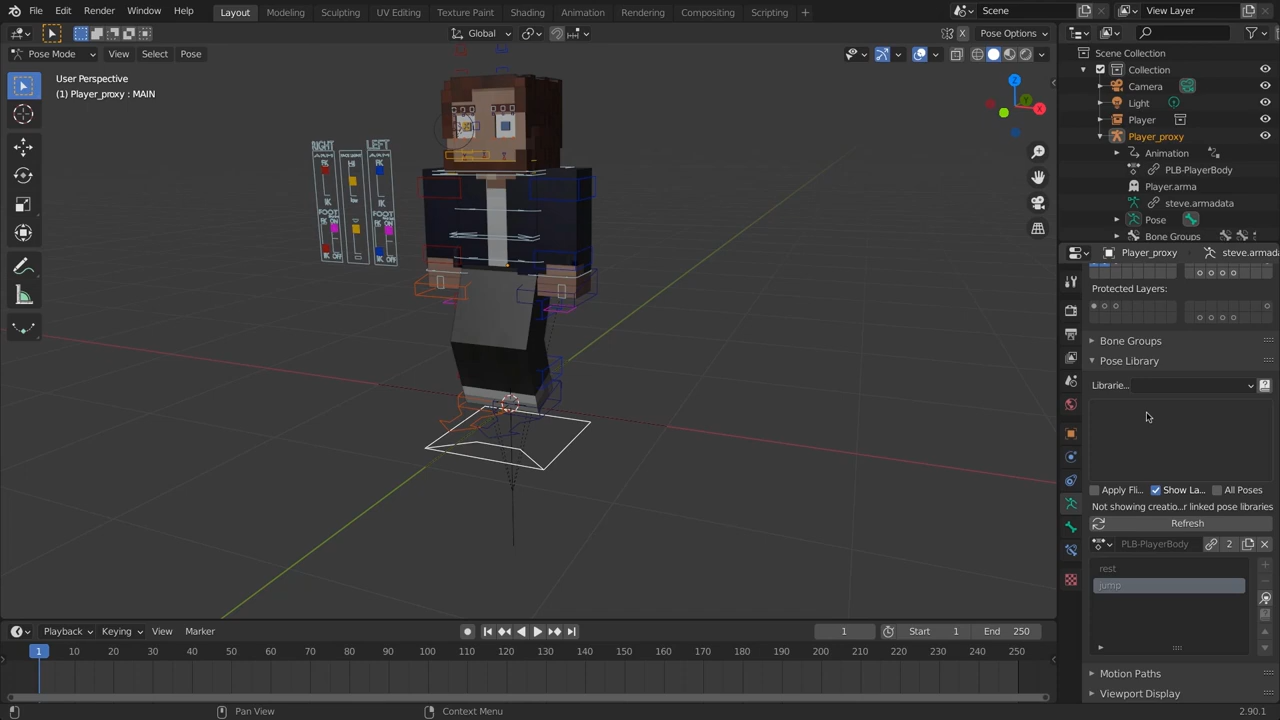 File Edit Render Window Help Layout Modeling Sculpting UV Editing Texture Paint Shading Animation Rendering Compositing Scripting + Scene View Layer
Global Pose Options
Pose Mode View Select Pose
User Perspective
(1) Player_proxy : MAIN
RIGHT LEFT
Scene Collection
Collection
Camera
Light
Player
Player_proxy
Animation
PLB-PlayerBody
Player.arma
steve.armadata
Pose
Bone Groups
Player_proxy steve.armada
Protected Layers:
Bone Groups
Pose Library
Librarie...
Apply Fli... Show La... All Poses
Not showing creatio...r linked pose libraries
Refresh
PLB-PlayerBody 2
rest
jump
Motion Paths
Viewport Display
Playback Keying View Marker 1 Start 1 End 250
1 10 20 30 40 50 60 70 80 90 100 110 120 130 140 150 160 170 180 190 200 210 220 230 240 250
Pan View Context Menu 2.90.1